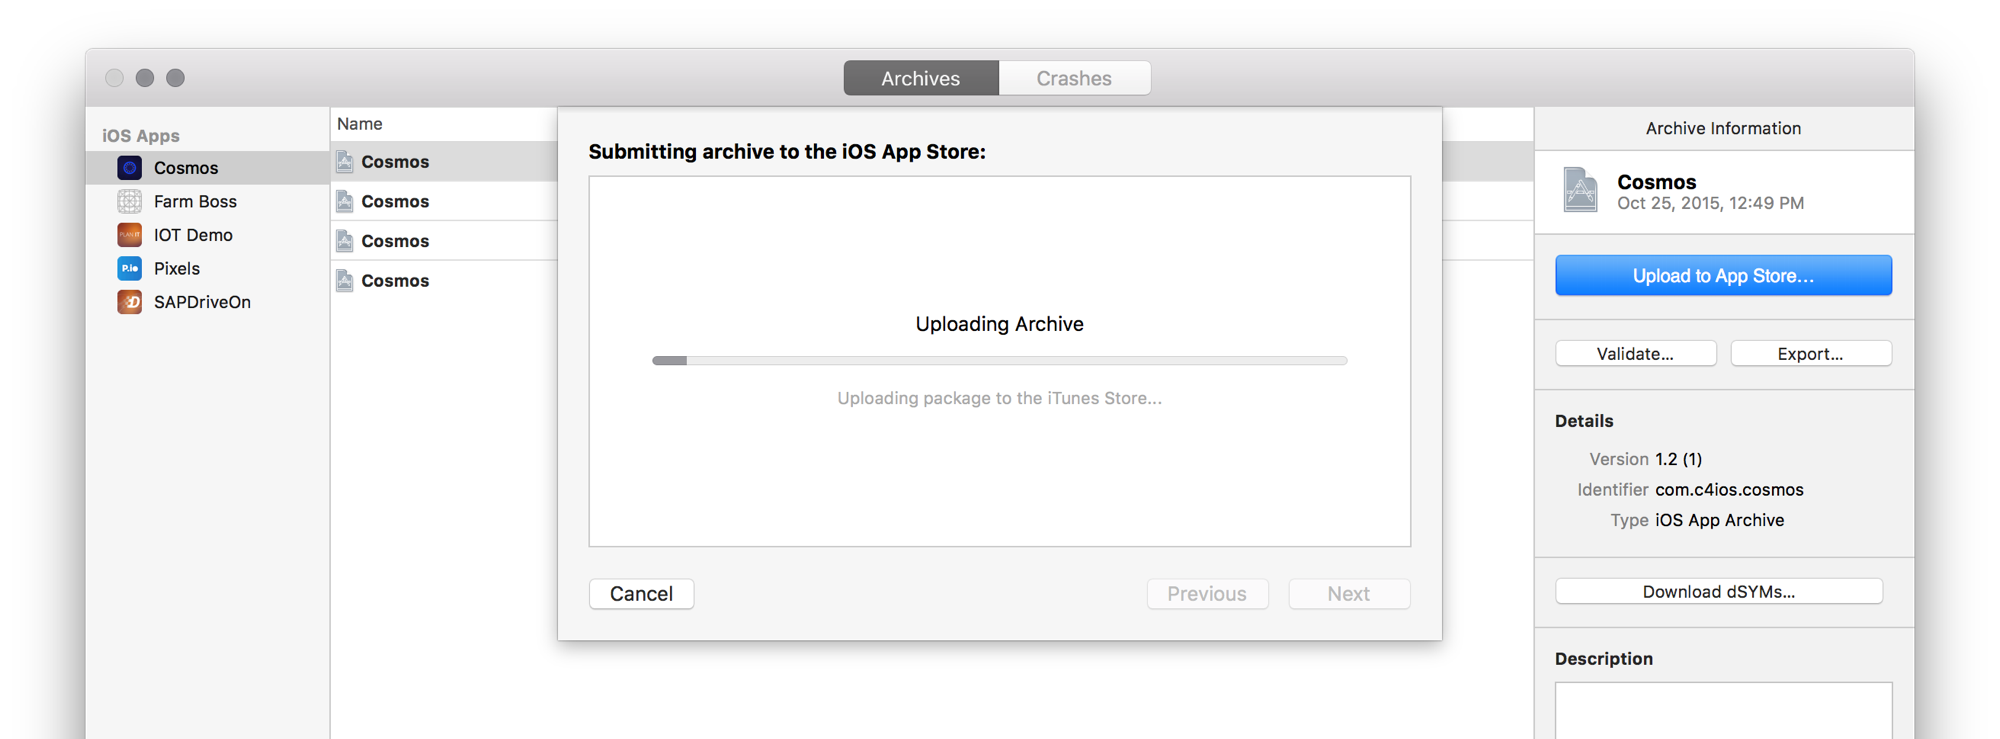 Archives
Crashes
iOS Apps
Cosmos
Farm Boss
PLAN IT
IOT Demo
P.io
Pixels
D
SAPDriveOn
Name
Cosmos
Cosmos
Cosmos
Cosmos
Submitting archive to the iOS App Store:
Uploading Archive
Uploading package to the iTunes Store...
Cancel
Previous
Next
Archive Information
Cosmos
Oct 25, 2015, 12:49 PM
Upload to App Store...
Validate...
Export...
Details
Version 1.2 (1)
Identifier com.c4ios.cosmos
Type iOS App Archive
Download dSYMs...
Description